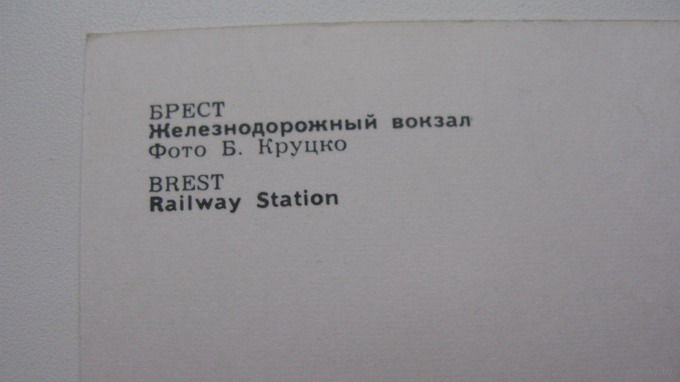 БРЕСТ
Железнодорожный вокзал
Фото Б. Круцко
BREST
Railway Station